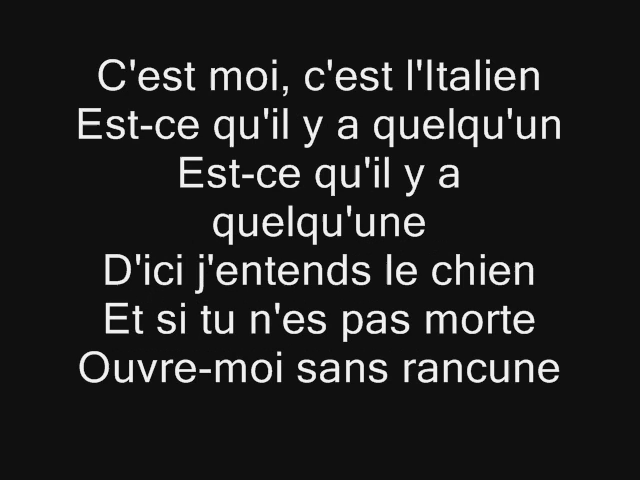 C'est moi, c'est l'Italien
Est-ce qu'il y a quelqu'un
Est-ce qu'il y a
quelqu'une
D'ici j'entends le chien
Et si tu n'es pas morte
Ouvre-moi sans rancune